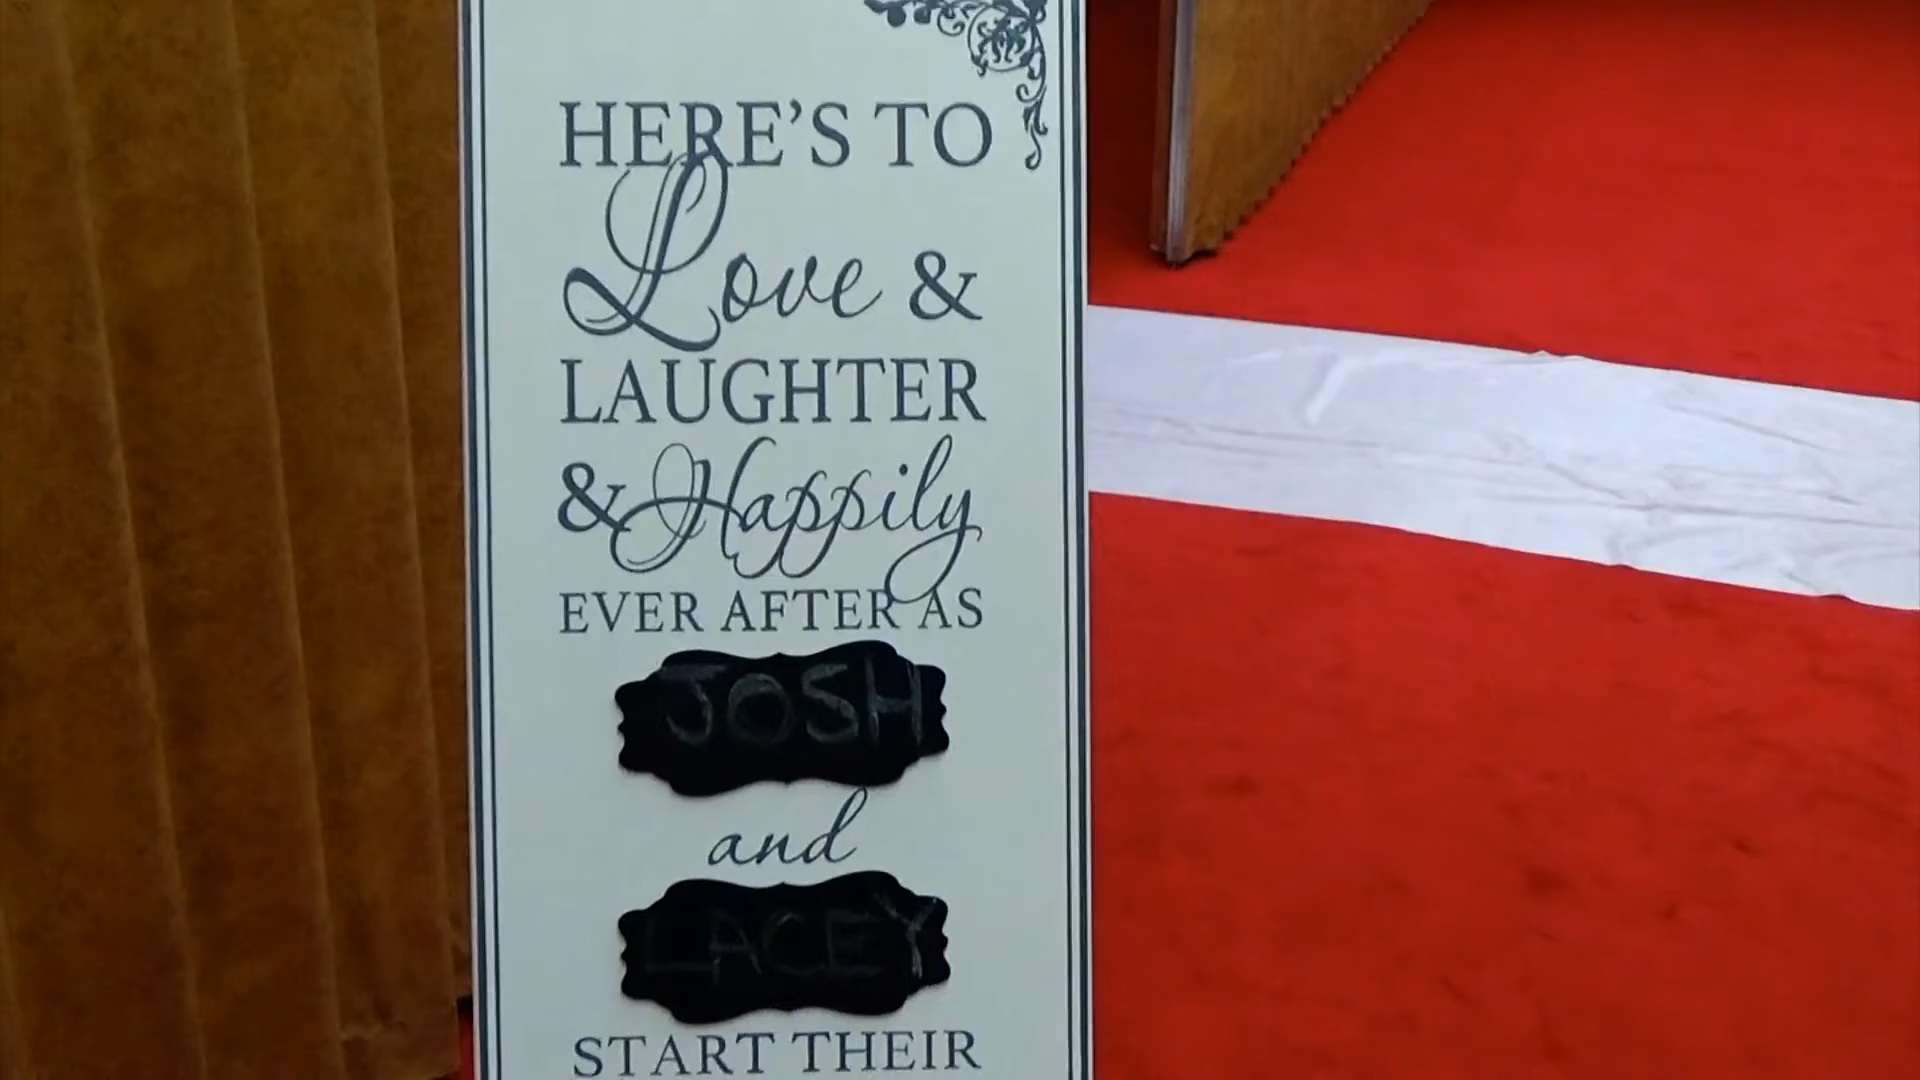 HERE'S TO
Love &
LAUGHTER
& Happily
EVER AFTER AS
JOSH
and
LACEY
START THEIR